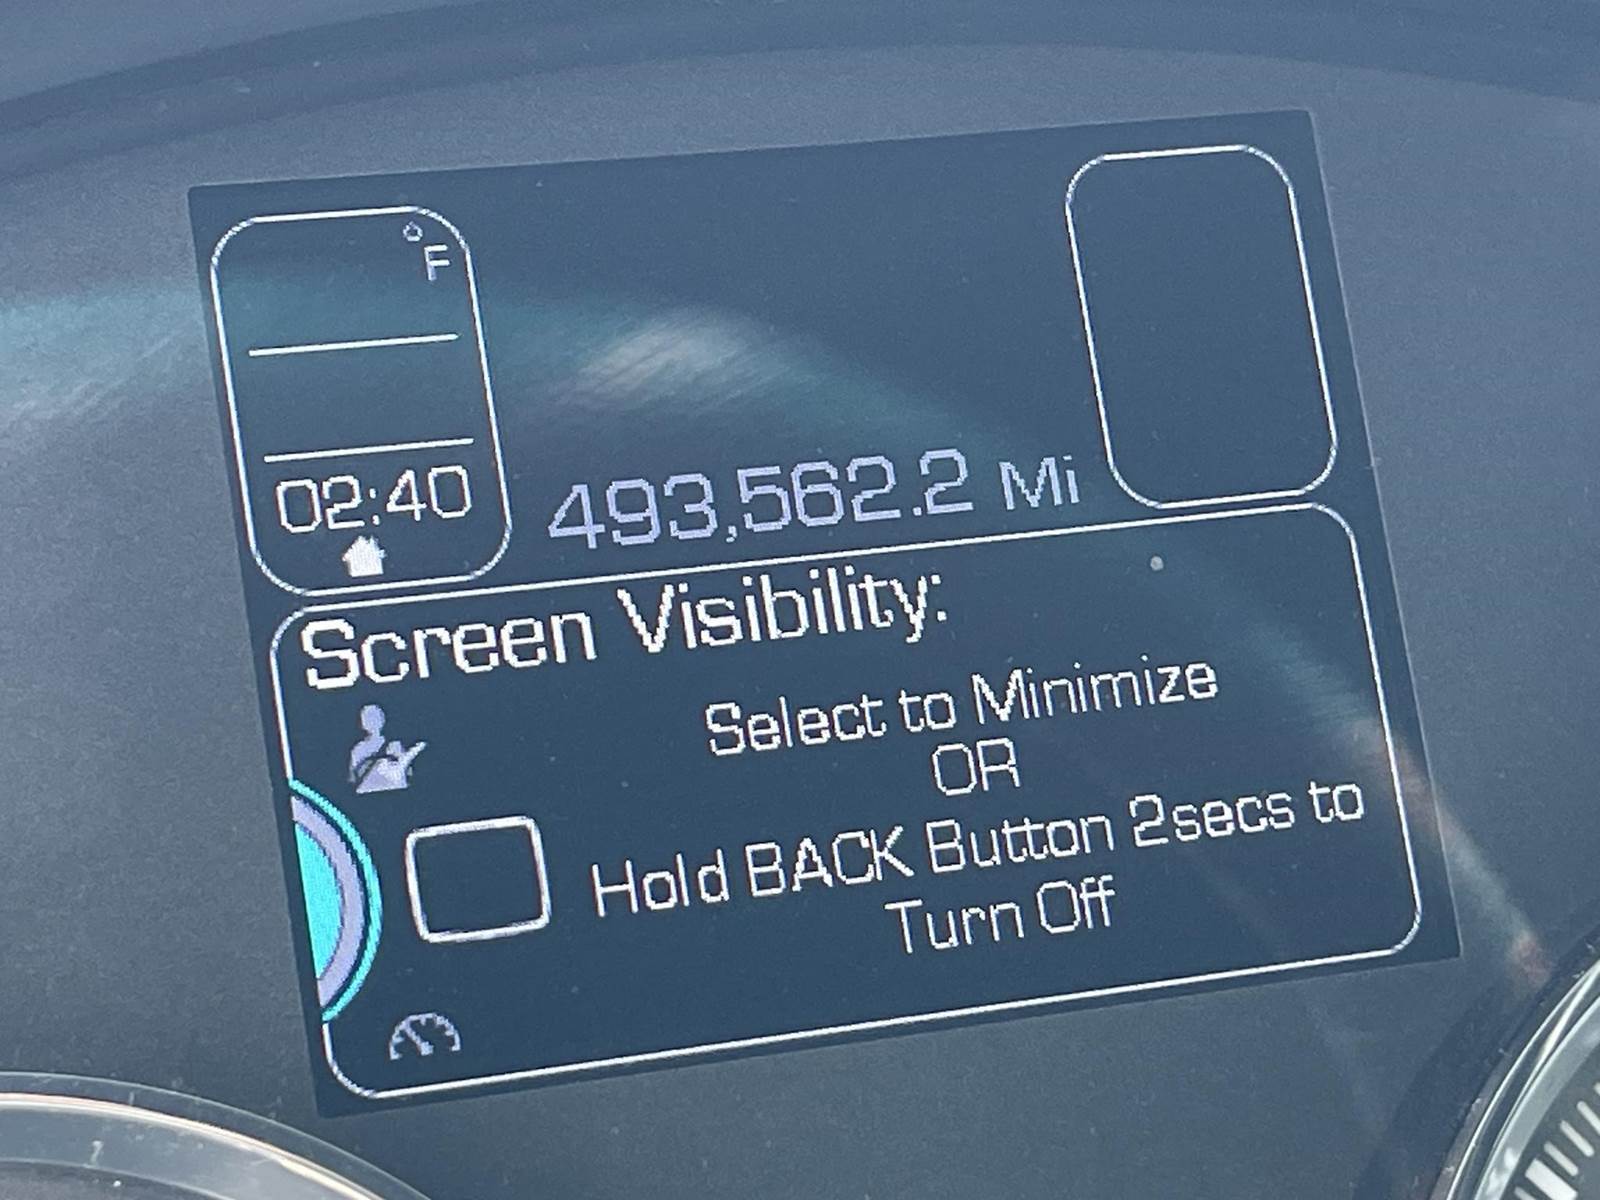 °F
02:40
493,562.2 Mi
Screen Visibility:
Select to Minimize
OR
Hold BACK Button 2secs to
Turn Off